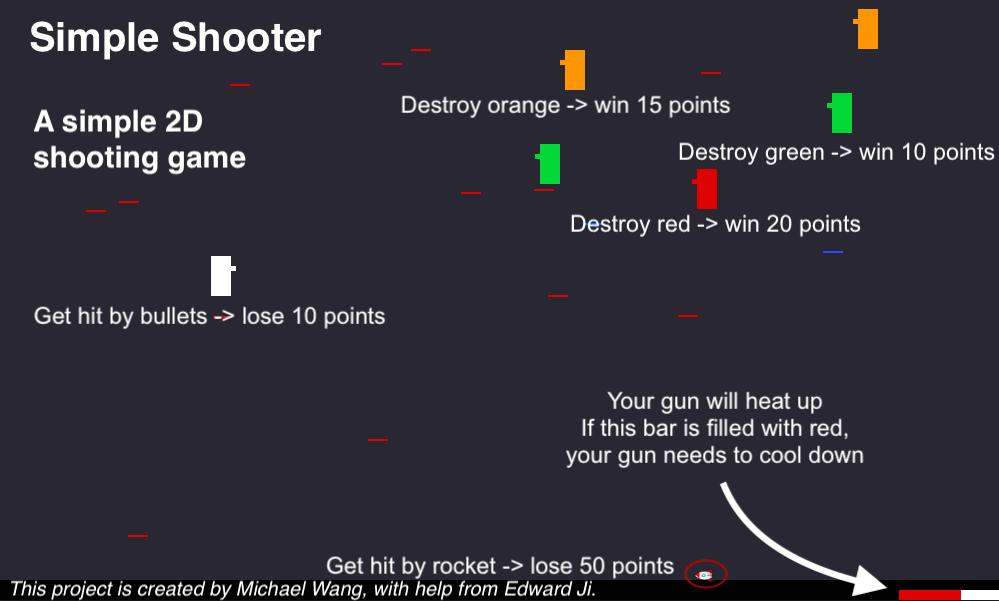 Simple Shooter
A simple 2D
shooting game
Destroy orange -> win 15 points
Destroy green -> win 10 points
Destroy red -> win 20 points
Get hit by bullets -> lose 10 points
Your gun will heat up
If this bar is filled with red,
your gun needs to cool down
Get hit by rocket -> lose 50 points
This project is created by Michael Wang, with help from Edward Ji.